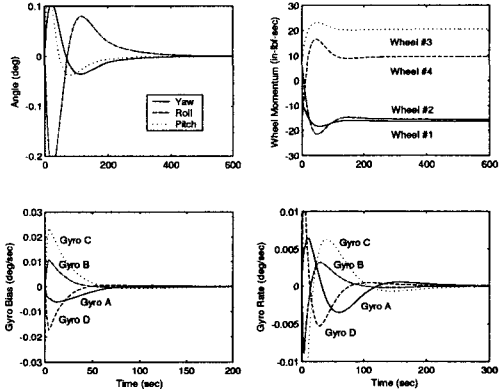 0.1
0
-0.1
-0.2
0
200
400
600
Angle (deg)
Yaw
Roll
Pitch
30
20
10
0
-10
-20
-30
0
200
400
600
Wheel Momentum (in-lbf-sec)
Wheel #3
Wheel #4
Wheel #2
Wheel #1
0.03
0.02
0.01
0
-0.01
-0.02
-0.03
0
50
100
150
200
Gyro Bias (deg/sec)
Time (sec)
Gyro C
Gyro B
Gyro A
Gyro D
0.01
0.005
0
-0.005
-0.01
0
100
200
300
Gyro Rate (deg/sec)
Time (sec)
Gyro C
Gyro B
Gyro A
Gyro D